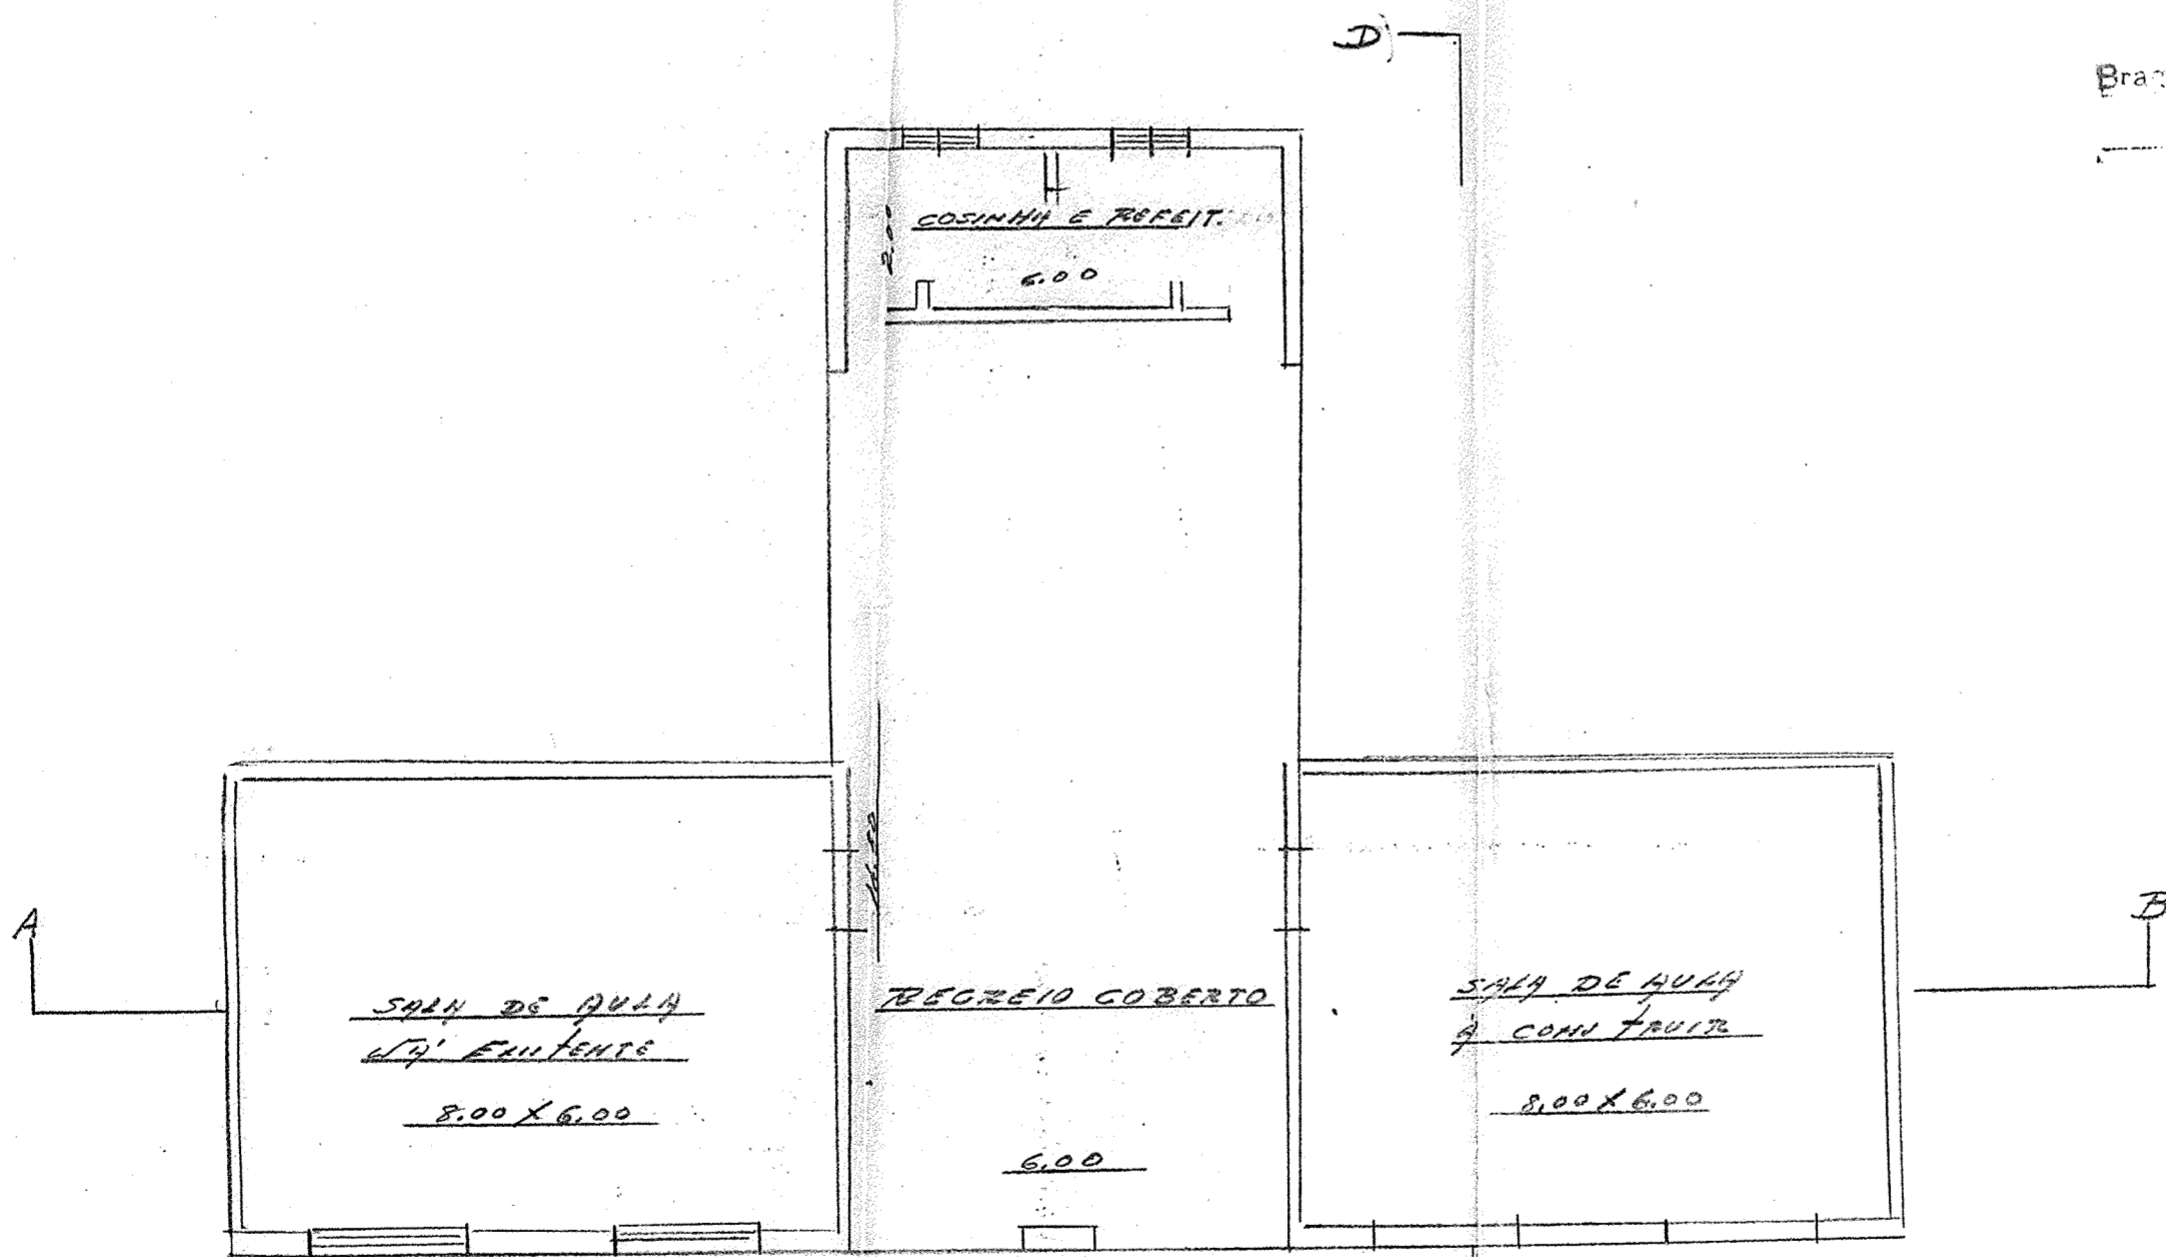 D
COSINHA E REFEIT.
2.00
6.00
A
B
SALA DE AULA
JÁ EXISTENTE
8.00 X 6.00
RECREIO COBERTO
6.00
SALA DE AULA
À CONSTRUIR
8,00 X 6.00